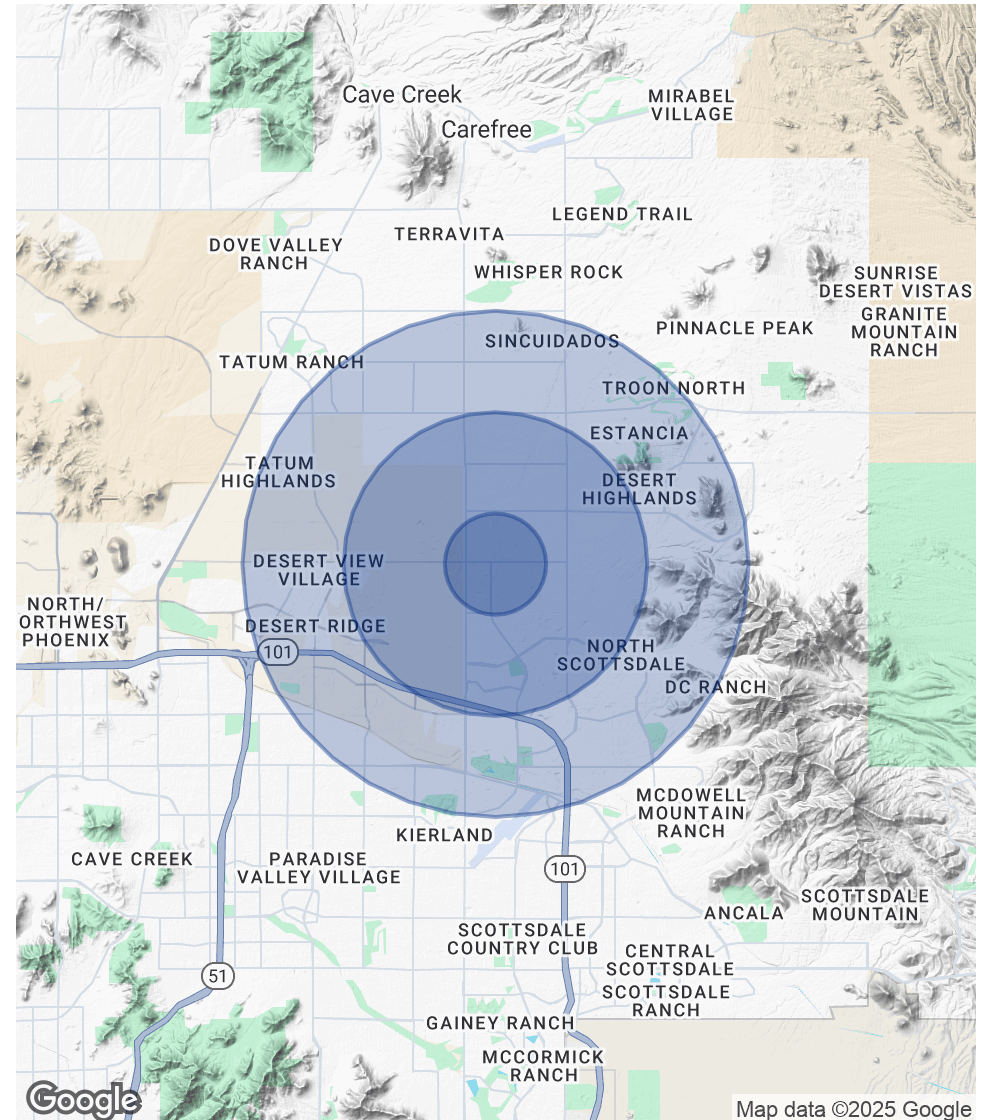 Cave Creek
MIRABEL
VILLAGE
Carefree
LEGEND TRAIL
TERRAVITA
DOVE VALLEY
RANCH
WHISPER ROCK
SUNRISE
DESERT VISTAS
GRANITE
MOUNTAIN
RANCH
PINNACLE PEAK
SINCUIDADOS
TATUM RANCH
TROON NORTH
ESTANCIA
TATUM
HIGHLANDS
DESERT
HIGHLANDS
DESERT VIEW
VILLAGE
NORTH/
ORTHWEST
PHOENIX
DESERT RIDGE
101
NORTH
SCOTTSDALE
DC RANCH
MCDOWELL
MOUNTAIN
RANCH
KIERLAND
CAVE CREEK
PARADISE
VALLEY VILLAGE
101
SCOTTSDALE
MOUNTAIN
ANCALA
SCOTTSDALE
COUNTRY CLUB
CENTRAL
SCOTTSDALE
51
SCOTTSDALE
RANCH
GAINEY RANCH
MCCORMICK
RANCH
Google
Map data ©2025 Google